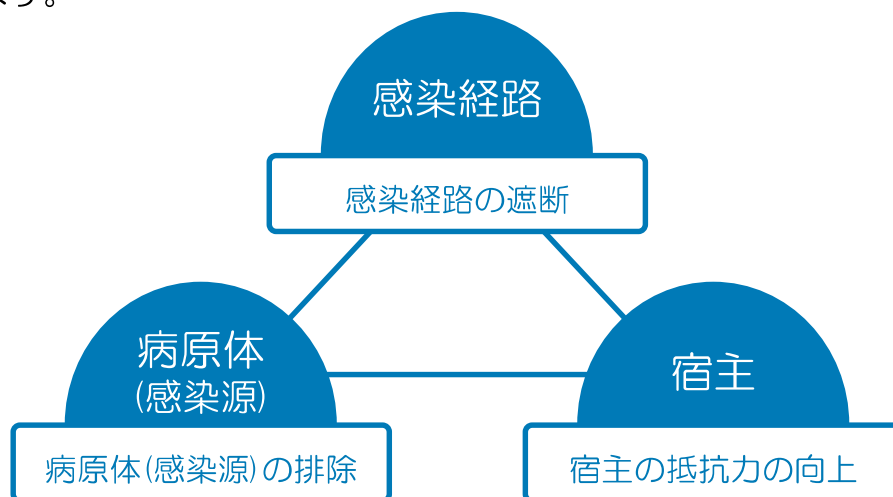 感染経路
感染経路の遮断
病原体
(感染源)
病原体(感染源)の排除
宿主
宿主の抵抗力の向上